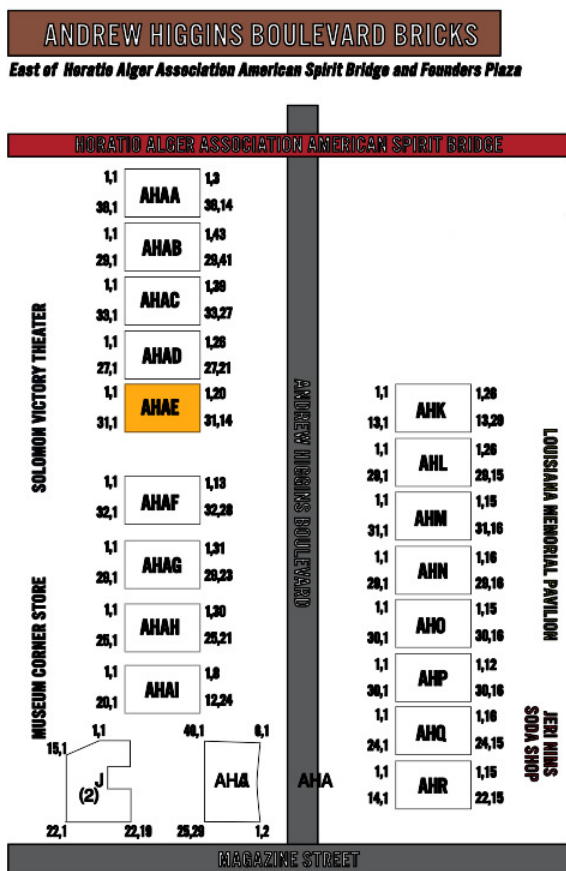 ANDREW HIGGINS BOULEVARD BRICKS
East of Horatio Alger Association American Spirit Bridge and Founders Plaza
HORATIO ALGER ASSOCIATION AMERICAN SPIRIT BRIDGE
1,1 AHAA 1,3
38,1 38,14
1,1 AHAB 1,43
29,1 29,41
1,1 AHAC 1,39
33,1 33,27
1,1 AHAD 1,26
27,1 27,21
1,1 AHAE 1,20
31,1 31,14
1,1 AHAF 1,13
32,1 32,28
1,1 AHAG 1,31
29,1 29,23
1,1 AHAH 1,30
25,1 25,21
1,1 AHAI 1,8
20,1 12,24
SOLOMON VICTORY THEATER
MUSEUM CORNER STORE
1,1
15,1
J
(2)
22,1 22,19
40,1 6,1
25,29 1,2
AHA
ANDREW HIGGINS BOULEVARD
1,1 AHK 1,26
13,1 13,29
1,1 AHL 1,26
29,1 29,15
1,1 AHM 1,15
31,1 31,16
1,1 AHN 1,16
29,1 29,16
1,1 AHO 1,15
30,1 30,16
1,1 AHP 1,12
30,1 30,16
1,1 AHQ 1,16
24,1 24,15
1,1 AHR 1,15
14,1 22,15
LOUISIANA MEMORIAL PAVILION
JERI NIMS
SODA SHOP
MAGAZINE STREET